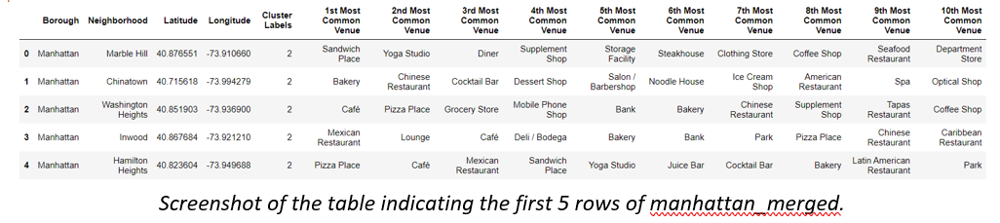 Borough Neighborhood Latitude Longitude Cluster Labels 1st Most Common Venue 2nd Most Common Venue 3rd Most Common Venue 4th Most Common Venue 5th Most Common Venue 6th Most Common Venue 7th Most Common Venue 8th Most Common Venue 9th Most Common Venue 10th Most Common Venue
0 Manhattan Marble Hill 40.876551 -73.910660 2 Sandwich Place Yoga Studio Diner Supplement Shop Storage Facility Steakhouse Clothing Store Coffee Shop Seafood Restaurant Department Store
1 Manhattan Chinatown 40.715618 -73.994279 2 Bakery Chinese Restaurant Cocktail Bar Dessert Shop Salon / Barbershop Noodle House Ice Cream Shop American Restaurant Spa Optical Shop
2 Manhattan Washington Heights 40.851903 -73.936900 2 Café Pizza Place Grocery Store Mobile Phone Shop Bank Bakery Chinese Restaurant Supplement Shop Tapas Restaurant Coffee Shop
3 Manhattan Inwood 40.867684 -73.921210 2 Mexican Restaurant Lounge Café Deli / Bodega Bakery Bank Park Pizza Place Chinese Restaurant Caribbean Restaurant
4 Manhattan Hamilton Heights 40.823604 -73.949688 2 Pizza Place Café Mexican Restaurant Sandwich Place Yoga Studio Juice Bar Cocktail Bar Bakery Latin American Restaurant Park
Screenshot of the table indicating the first 5 rows of manhattan_merged.